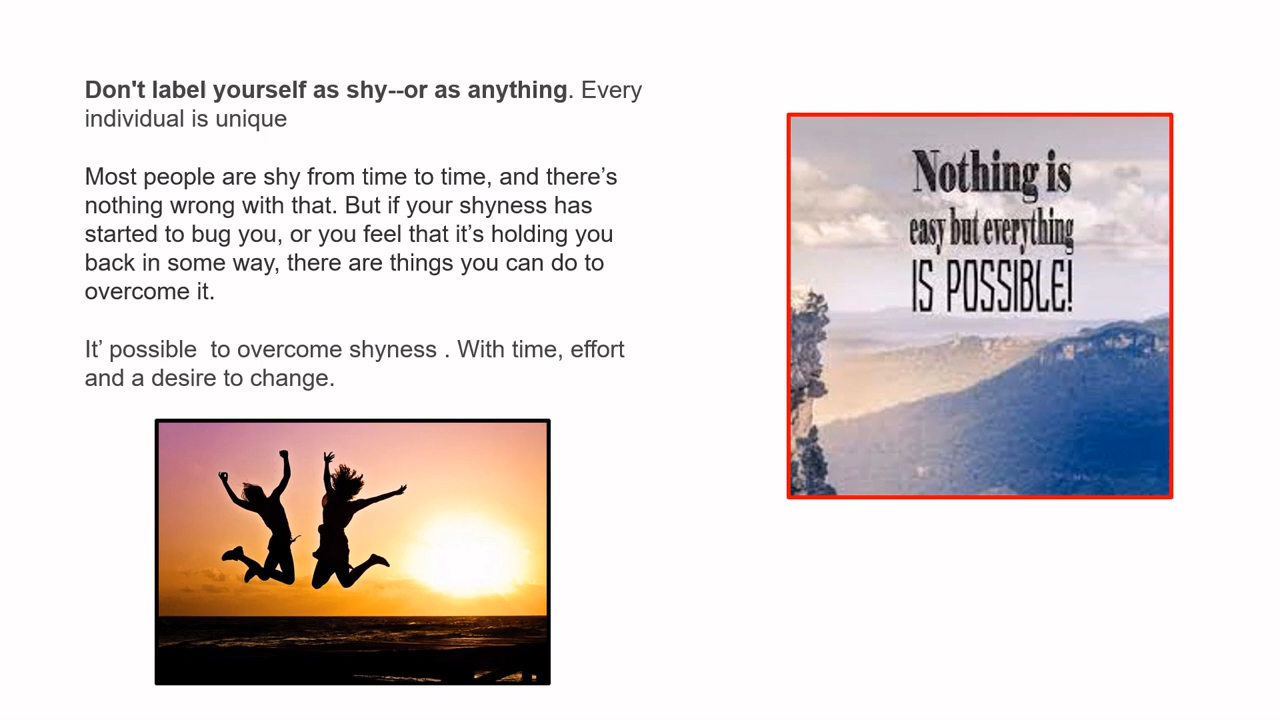 Don't label yourself as shy--or as anything. Every
individual is unique
Most people are shy from time to time, and there’s
nothing wrong with that. But if your shyness has
started to bug you, or you feel that it’s holding you
back in some way, there are things you can do to
overcome it.
It’ possible  to overcome shyness . With time, effort
and a desire to change.
Nothing is
easy but everything
IS POSSIBLE!